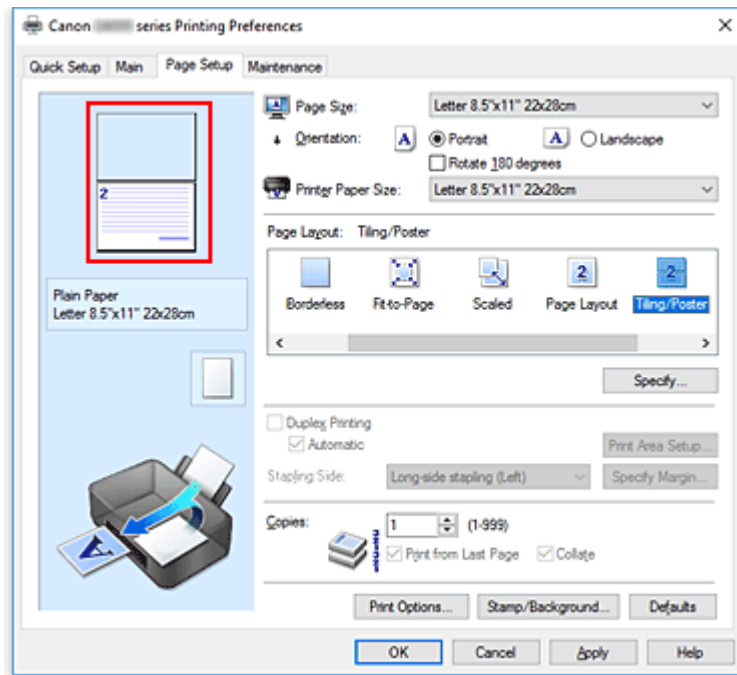 Canon series Printing Preferences
Quick Setup Main Page Setup Maintenance
2
Plain Paper
Letter 8.5"x11" 22x28cm
Page Size: Letter 8.5"x11" 22x28cm
Orientation: A Portrait A Landscape
Rotate 180 degrees
Printer Paper Size: Letter 8.5"x11" 22x28cm
Page Layout: Tiling/Poster
2 2
Borderless Fit-to-Page Scaled Page Layout Tiling/Poster
Specify...
Duplex Printing
Automatic Print Area Setup...
Stapling Side: Long-side stapling (Left) Specify Margin...
Copies: 1 (1-999)
Print from Last Page Collate
A
Print Options... Stamp/Background... Defaults
OK Cancel Apply Help